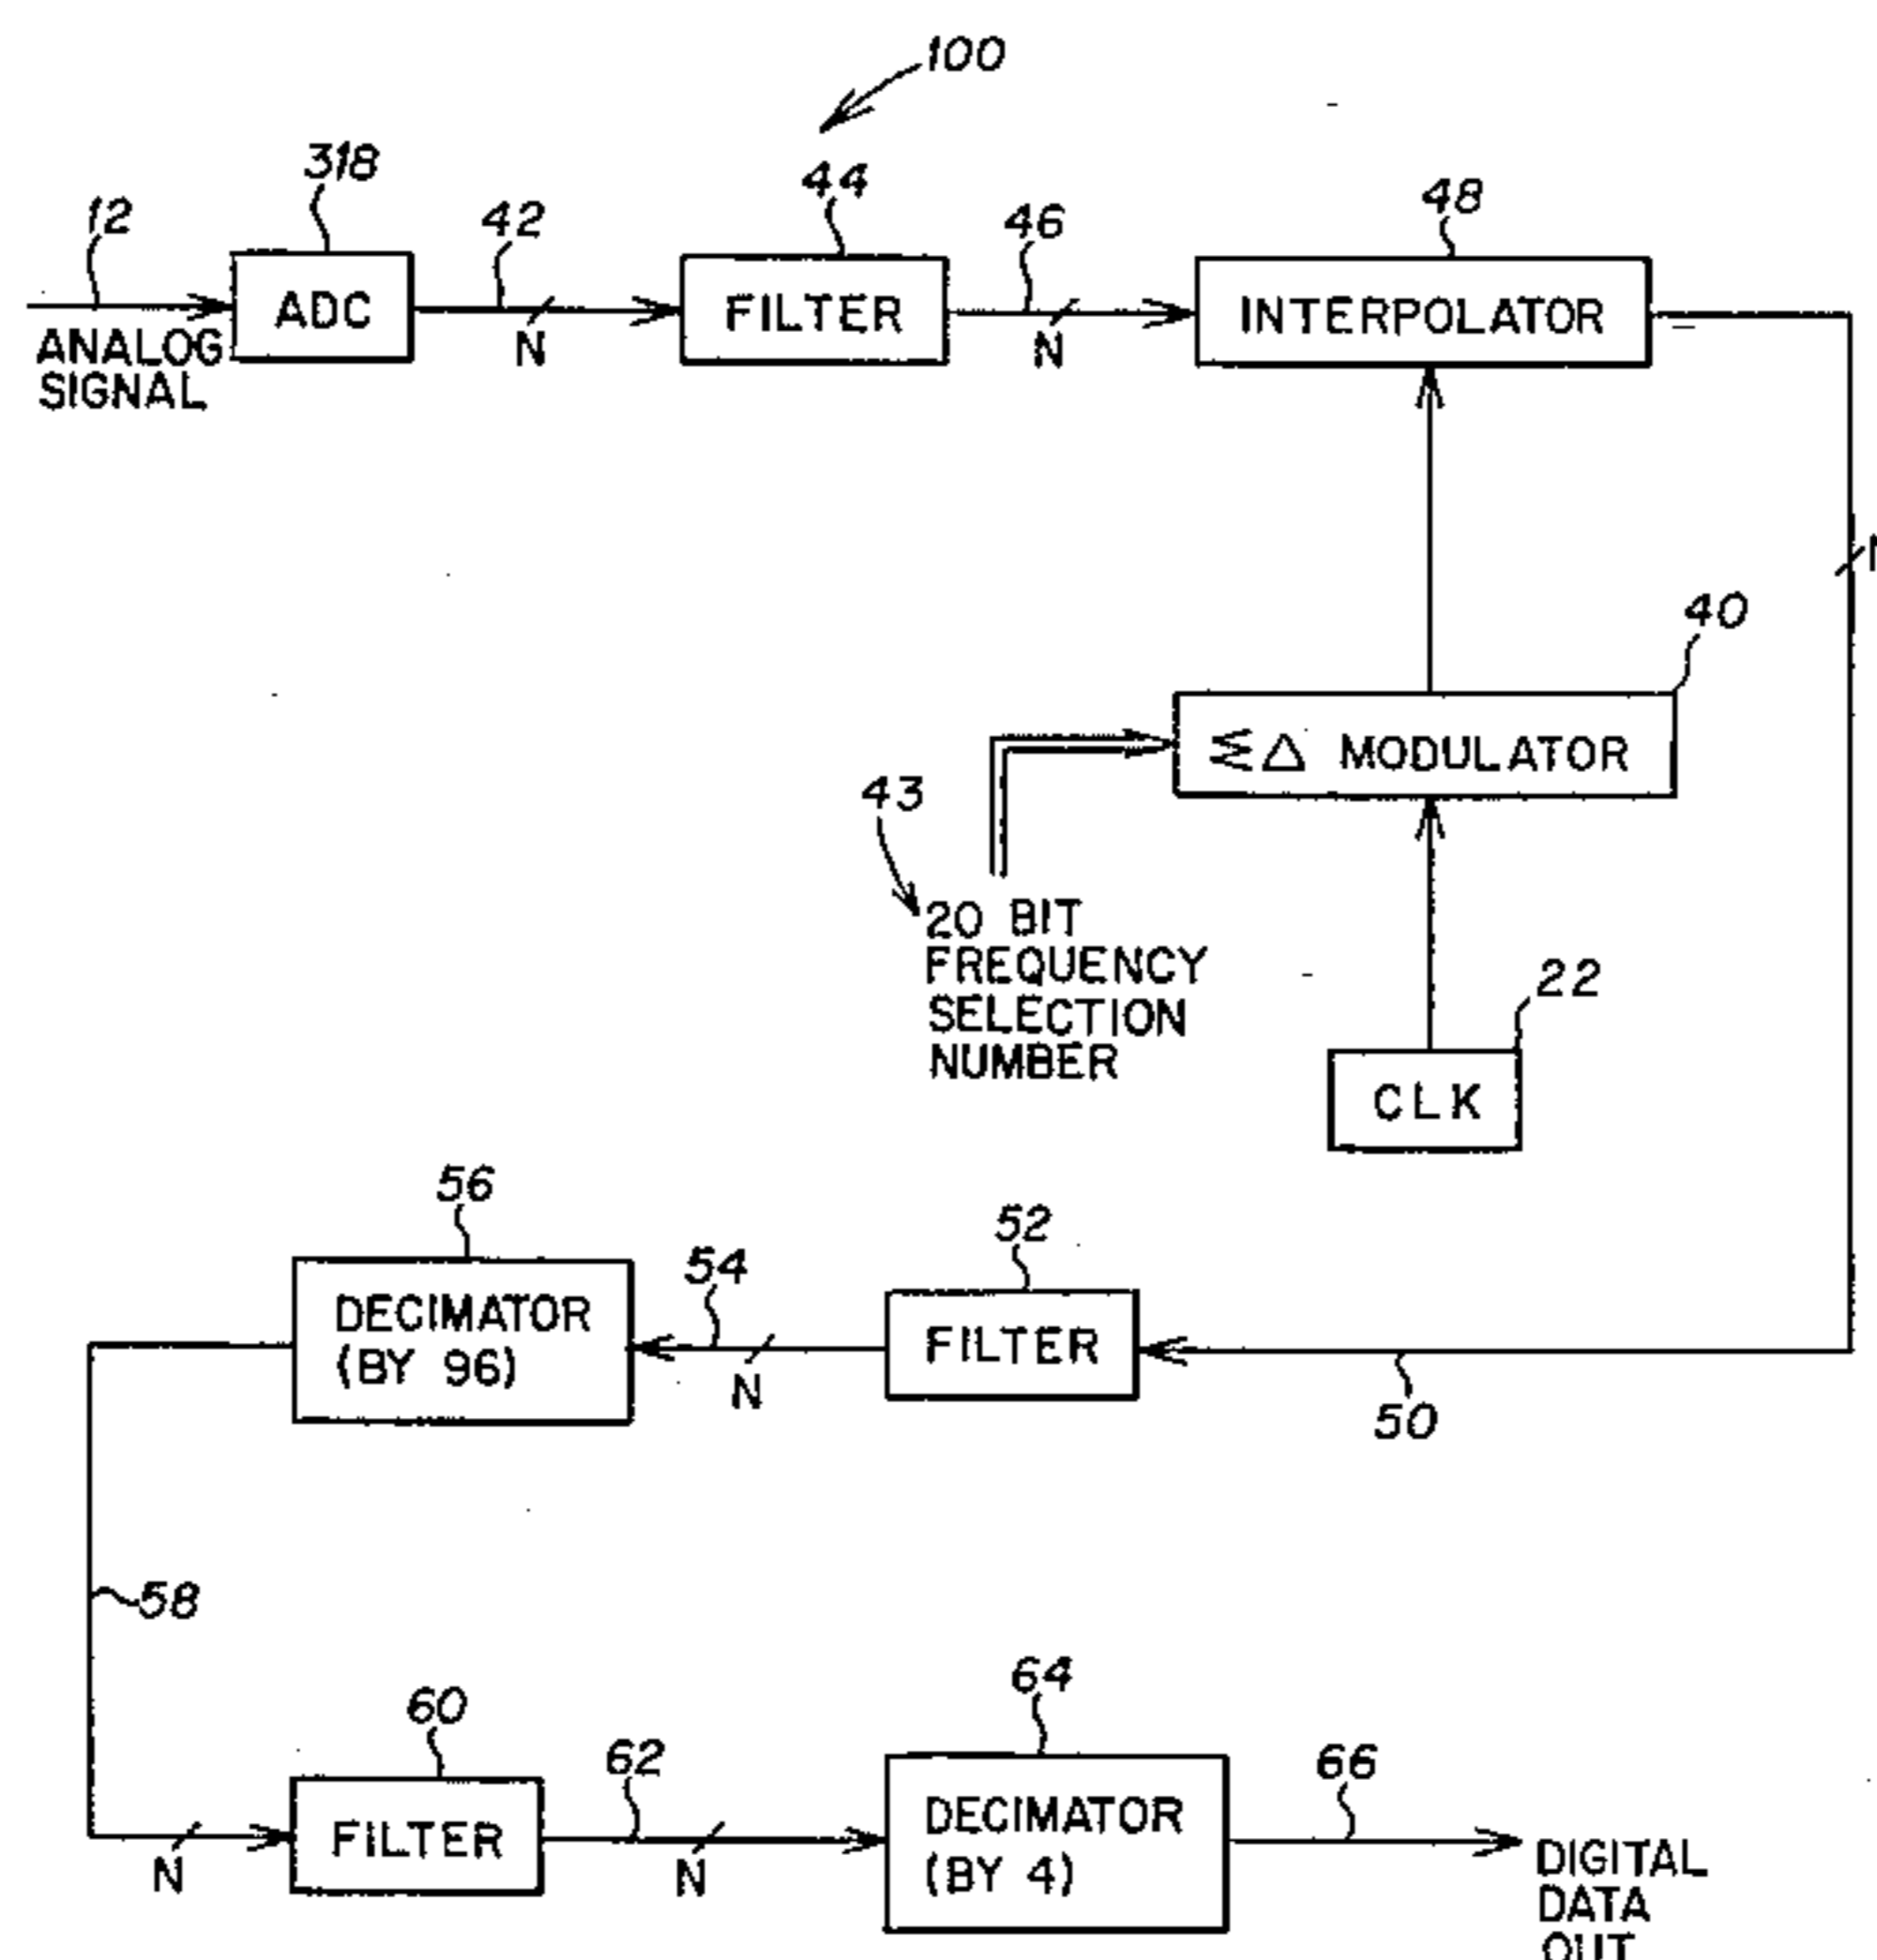 100
318
44
48
12
42
46
ADC
FILTER
INTERPOLATOR
ANALOG
SIGNAL
N
N
40
ΣΔ MODULATOR
43
20 BIT
FREQUENCY
SELECTION
NUMBER
22
CLK
56
54
52
DECIMATOR
(BY 96)
FILTER
N
50
58
60
62
64
66
FILTER
DECIMATOR
(BY 4)
N
N
DIGITAL
DATA
OUT